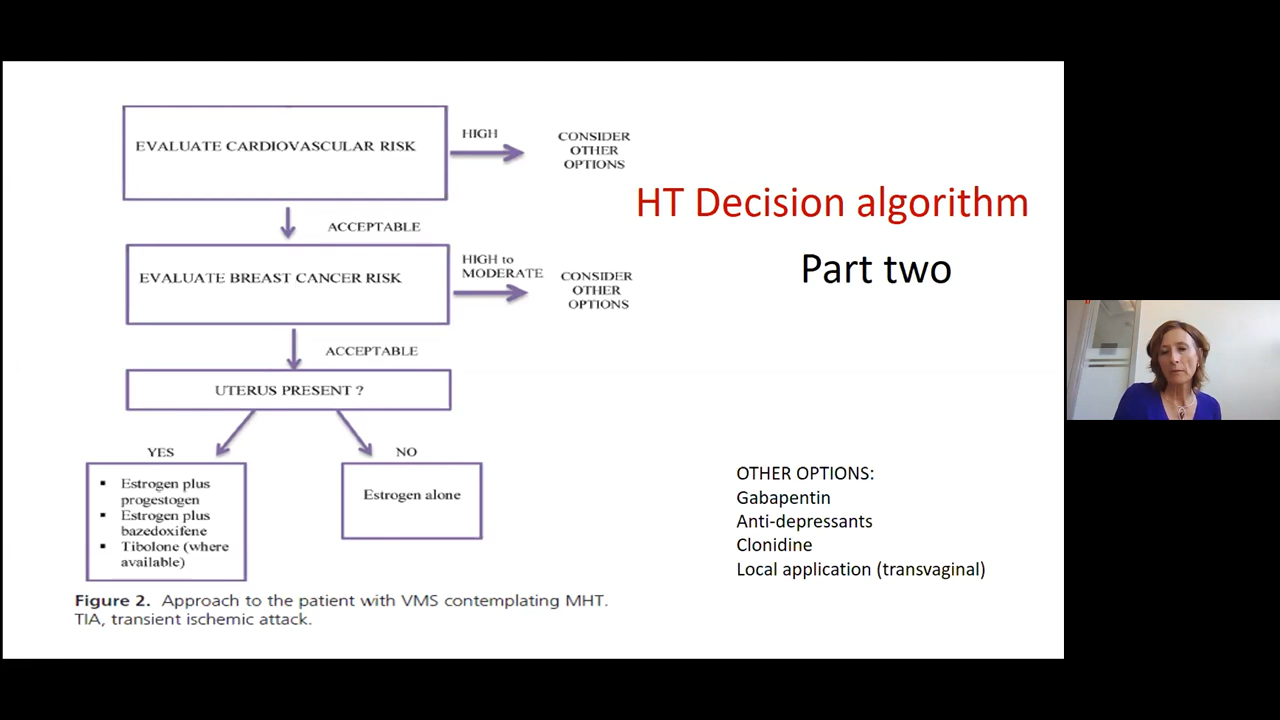 EVALUATE CARDIOVASCULAR RISK
HIGH
CONSIDER
OTHER
OPTIONS
HT Decision algorithm
Part two
ACCEPTABLE
EVALUATE BREAST CANCER RISK
HIGH to
MODERATE
CONSIDER
OTHER
OPTIONS
ACCEPTABLE
UTERUS PRESENT ?
YES
NO
▪ Estrogen plus
progestogen
▪ Estrogen plus
bazedoxifene
▪ Tibolone (where
available)
Estrogen alone
OTHER OPTIONS:
Gabapentin
Anti-depressants
Clonidine
Local application (transvaginal)
Figure 2. Approach to the patient with VMS contemplating MHT.
TIA, transient ischemic attack.